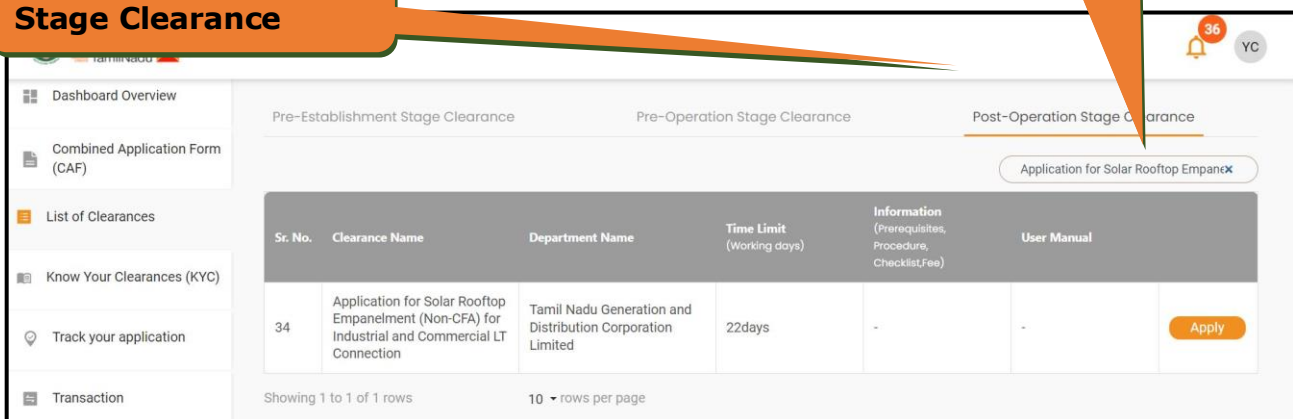 Stage Clearance
36
YC
TamilNadu
Dashboard Overview
Combined Application Form
(CAF)
List of Clearances
Know Your Clearances (KYC)
Track your application
Transaction
Pre-Establishment Stage Clearance
Pre-Operation Stage Clearance
Post-Operation Stage Clearance
Application for Solar Rooftop Empane
Sr. No.
Clearance Name
Department Name
Time Limit
(Working days)
Information
(Prerequisites,
Procedure,
Checklist,Fee)
User Manual
34
Application for Solar Rooftop
Empanelment (Non-CFA) for
Industrial and Commercial LT
Connection
Tamil Nadu Generation and
Distribution Corporation
Limited
22days
-
-
Apply
Showing 1 to 1 of 1 rows
10 rows per page